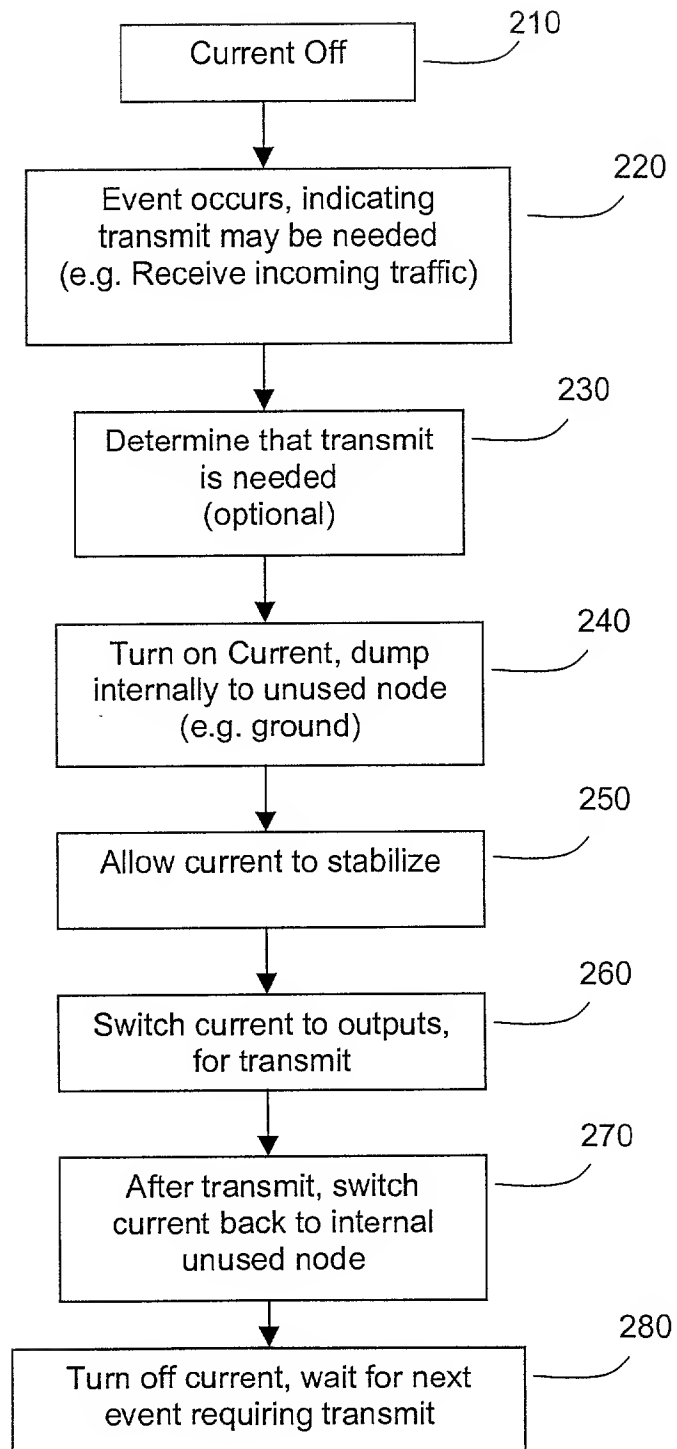 210
Current Off
220
Event occurs, indicating
transmit may be needed
(e.g. Receive incoming traffic)
230
Determine that transmit
is needed
(optional)
240
Turn on Current, dump
internally to unused node
(e.g. ground)
250
Allow current to stabilize
260
Switch current to outputs,
for transmit
270
After transmit, switch
current back to internal
unused node
280
Turn off current, wait for next
event requiring transmit